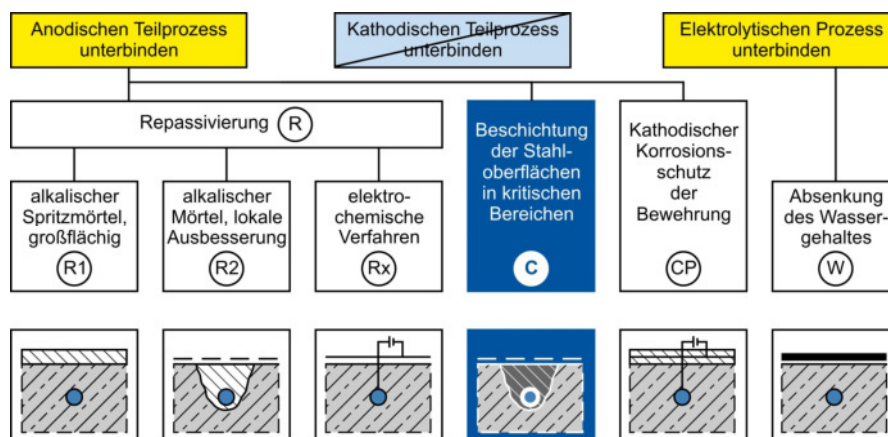 Anodischen Teilprozess
unterbinden
Kathodischen Teilprozess
unterbinden
Elektrolytischen Prozess
unterbinden
Repassivierung R
alkalischer
Spritzmörtel,
großflächig
R1
alkalischer
Mörtel, lokale
Ausbesserung
R2
elektro-
chemische
Verfahren
Rx
Beschichtung
der Stahl-
oberflächen
in kritischen
Bereichen
C
Kathodischer
Korrosions-
schutz
der
Bewehrung
CP
Absenkung
des Wasser-
gehaltes
W